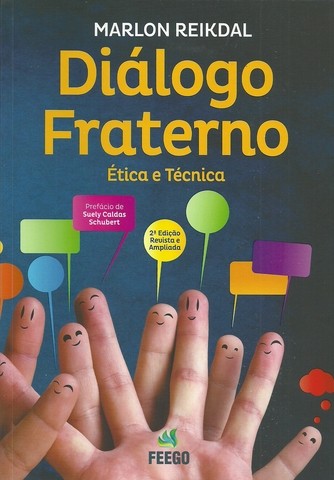 MARLON REIKDAL
Diálogo
Fraterno
Ética e Técnica
Prefácio de
Suely Caldas
Schubert
2ª Edição
Revista e
Ampliada
FEEGO